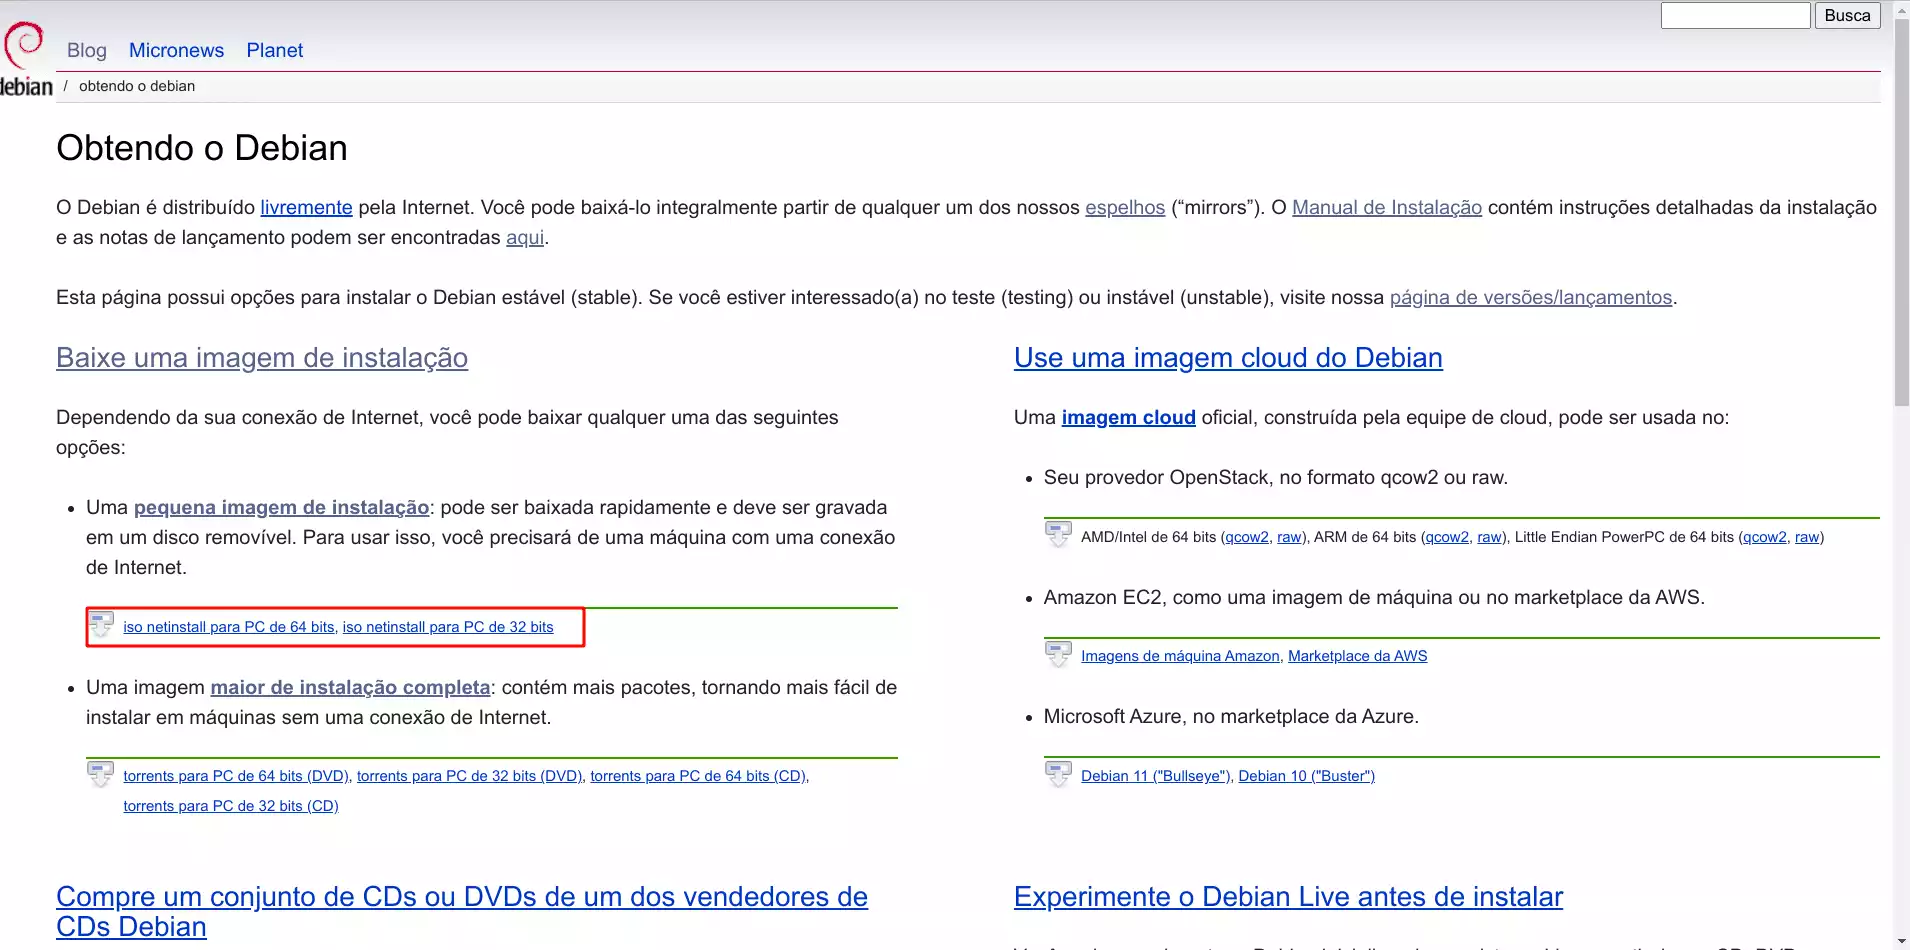 Busca
Blog Micronews Planet
debian / obtendo o debian
Obtendo o Debian
O Debian é distribuído livremente pela Internet. Você pode baixá-lo integralmente partir de qualquer um dos nossos espelhos (“mirrors”). O Manual de Instalação contém instruções detalhadas da instalação
e as notas de lançamento podem ser encontradas aqui.
Esta página possui opções para instalar o Debian estável (stable). Se você estiver interessado(a) no teste (testing) ou instável (unstable), visite nossa página de versões/lançamentos.
Baixe uma imagem de instalação
Dependendo da sua conexão de Internet, você pode baixar qualquer uma das seguintes
opções:
• Uma pequena imagem de instalação: pode ser baixada rapidamente e deve ser gravada
em um disco removível. Para usar isso, você precisará de uma máquina com uma conexão
de Internet.
iso netinstall para PC de 64 bits, iso netinstall para PC de 32 bits
• Uma imagem maior de instalação completa: contém mais pacotes, tornando mais fácil de
instalar em máquinas sem uma conexão de Internet.
torrents para PC de 64 bits (DVD), torrents para PC de 32 bits (DVD), torrents para PC de 64 bits (CD),
torrents para PC de 32 bits (CD)
Compre um conjunto de CDs ou DVDs de um dos vendedores de
CDs Debian
Use uma imagem cloud do Debian
Uma imagem cloud oficial, construída pela equipe de cloud, pode ser usada no:
• Seu provedor OpenStack, no formato qcow2 ou raw.
AMD/Intel de 64 bits (qcow2, raw), ARM de 64 bits (qcow2, raw), Little Endian PowerPC de 64 bits (qcow2, raw)
• Amazon EC2, como uma imagem de máquina ou no marketplace da AWS.
Imagens de máquina Amazon, Marketplace da AWS
• Microsoft Azure, no marketplace da Azure.
Debian 11 ("Bullseye"), Debian 10 ("Buster")
Experimente o Debian Live antes de instalar